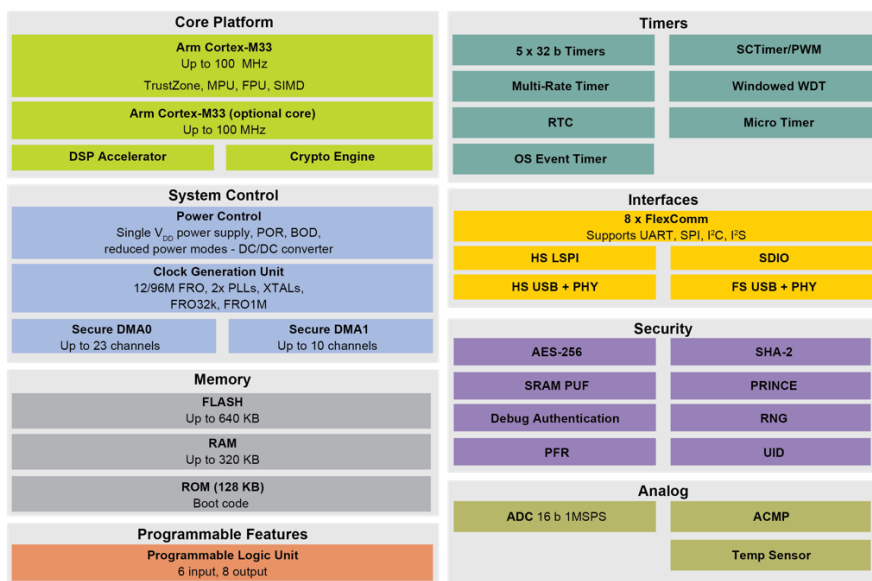 Core Platform
Arm Cortex-M33
Up to 100 MHz
TrustZone, MPU, FPU, SIMD
Arm Cortex-M33 (optional core)
Up to 100 MHz
DSP Accelerator
Crypto Engine
System Control
Power Control
Single VDD power supply, POR, BOD,
reduced power modes - DC/DC converter
Clock Generation Unit
12/96M FRO, 2x PLLs, XTALs,
FRO32k, FRO1M
Secure DMA0
Up to 23 channels
Secure DMA1
Up to 10 channels
Memory
FLASH
Up to 640 KB
RAM
Up to 320 KB
ROM (128 KB)
Boot code
Programmable Features
Programmable Logic Unit
6 input, 8 output
Timers
5 x 32 b Timers
SCTimer/PWM
Multi-Rate Timer
Windowed WDT
RTC
Micro Timer
OS Event Timer
Interfaces
8 x FlexComm
Supports UART, SPI, I²C, I²S
HS LSPI
SDIO
HS USB + PHY
FS USB + PHY
Security
AES-256
SHA-2
SRAM PUF
PRINCE
Debug Authentication
RNG
PFR
UID
Analog
ADC 16 b 1MSPS
ACMP
Temp Sensor